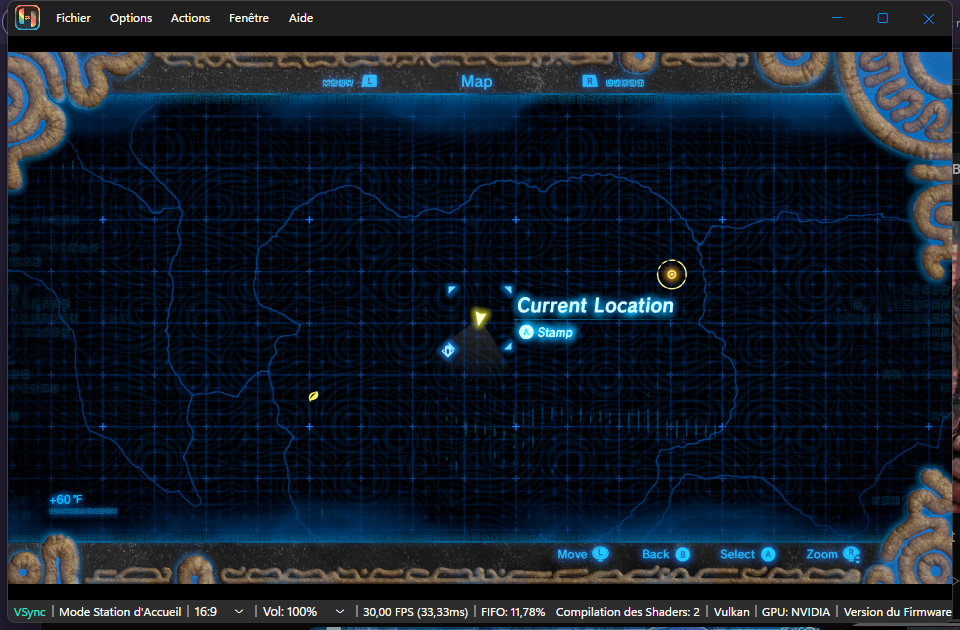 Fichier Options Actions Fenêtre Aide
L Map R
Current Location
A Stamp
+60 °F
Move L Back B Select A Zoom R
VSync | Mode Station d'Accueil | 16:9 | Vol: 100% | 30,00 FPS (33,33ms) | FIFO: 11,78% Compilation des Shaders: 2 | Vulkan | GPU: NVIDIA | Version du Firmware